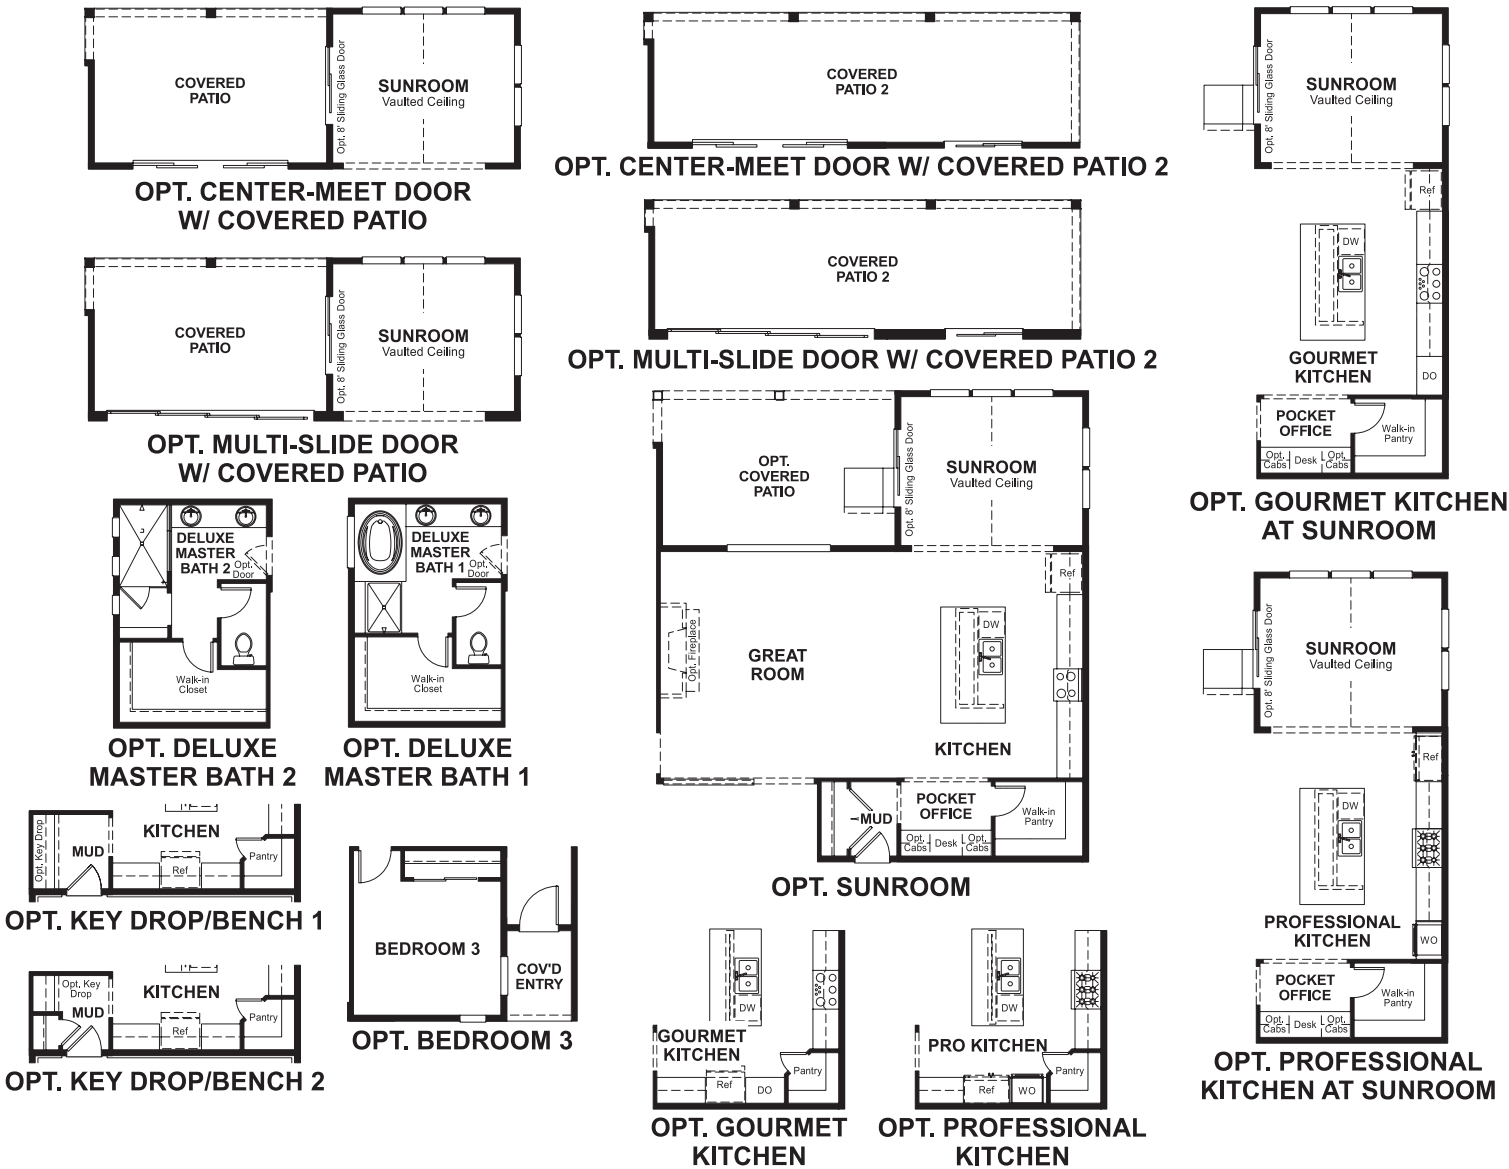 COVERED
PATIO
Opt. 8' Sliding Glass Door
SUNROOM
Vaulted Ceiling
OPT. CENTER-MEET DOOR
W/ COVERED PATIO
COVERED
PATIO
Opt. 8' Sliding Glass Door
SUNROOM
Vaulted Ceiling
OPT. MULTI-SLIDE DOOR
W/ COVERED PATIO
DELUXE
MASTER
BATH 2
Opt.
Door
Walk-in
Closet
OPT. DELUXE
MASTER BATH 2
DELUXE
MASTER
BATH 1
Opt.
Door
Walk-in
Closet
OPT. DELUXE
MASTER BATH 1
Opt. Key Drop
MUD
KITCHEN
Ref
Pantry
OPT. KEY DROP/BENCH 1
Opt. Key
Drop
MUD
KITCHEN
Ref
Pantry
OPT. KEY DROP/BENCH 2
BEDROOM 3
COV'D
ENTRY
OPT. BEDROOM 3
COVERED
PATIO 2
OPT. CENTER-MEET DOOR W/ COVERED PATIO 2
COVERED
PATIO 2
OPT. MULTI-SLIDE DOOR W/ COVERED PATIO 2
OPT.
COVERED
PATIO
Opt. 8' Sliding Glass Door
SUNROOM
Vaulted Ceiling
Ref
DW
Opt. Fireplace
GREAT
ROOM
KITCHEN
MUD
POCKET
OFFICE
Opt.
Cabs
Desk
Opt.
Cabs
Walk-in
Pantry
OPT. SUNROOM
DW
GOURMET
KITCHEN
Ref
DO
Pantry
OPT. GOURMET
KITCHEN
DW
PRO KITCHEN
Ref
WO
Pantry
OPT. PROFESSIONAL
KITCHEN
Opt. 8' Sliding Glass Door
SUNROOM
Vaulted Ceiling
Ref
DW
GOURMET
KITCHEN
DO
POCKET
OFFICE
Opt.
Cabs
Desk
Opt.
Cabs
Walk-in
Pantry
OPT. GOURMET KITCHEN
AT SUNROOM
Opt. 8' Sliding Glass Door
SUNROOM
Vaulted Ceiling
Ref
DW
PROFESSIONAL
KITCHEN
WO
POCKET
OFFICE
Opt.
Cabs
Desk
Opt.
Cabs
Walk-in
Pantry
OPT. PROFESSIONAL
KITCHEN AT SUNROOM